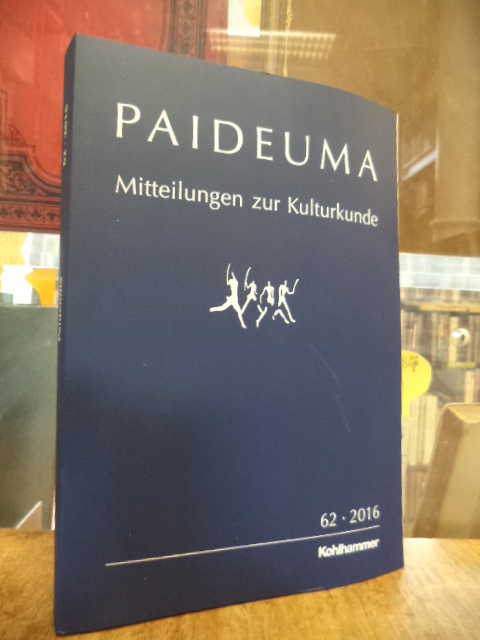 PAIDEUMA
Mitteilungen zur Kulturkunde
62 · 2016
Kohlhammer